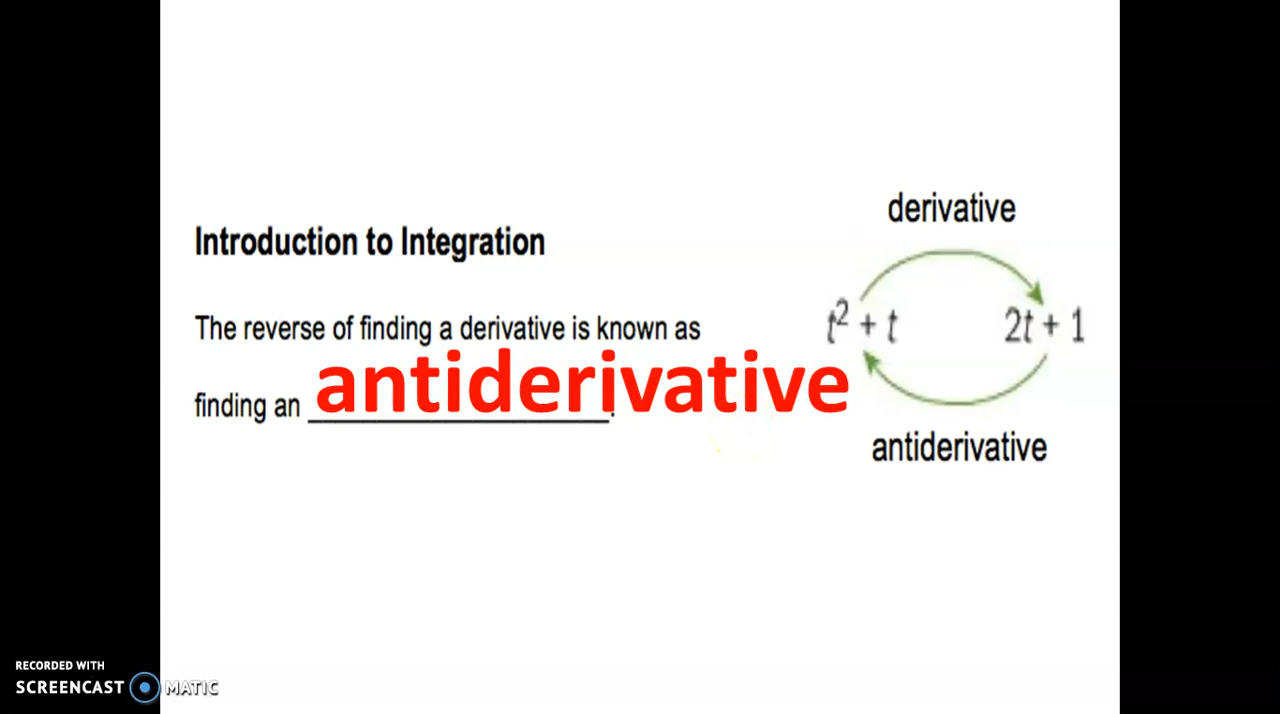 Introduction to Integration
The reverse of finding a derivative is known as
finding an antiderivative.
derivative
t² + t 2t + 1
antiderivative
RECORDED WITH
SCREENCAST MATIC